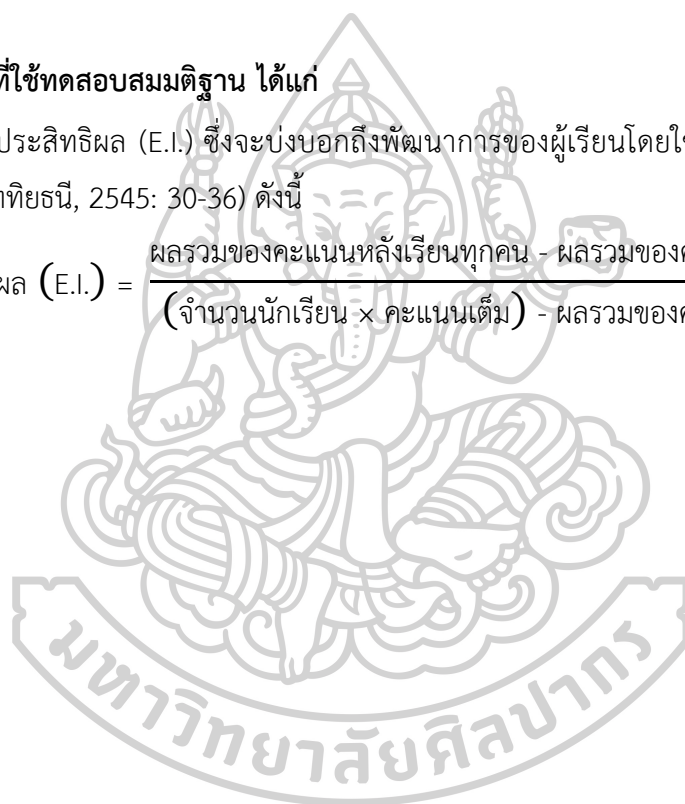 ที่ใช้ทดสอบสมมติฐาน ได้แก่
ประสิทธิผล (E.I.) ซึ่งจะบ่งบอกถึงพัฒนาการของผู้เรียนโดยใช
าทิยธนี, 2545: 30-36) ดังนี้
ผล (E.I.) = ผลรวมของคะแนนหลังเรียนทุกคน - ผลรวมของค
(จำนวนนักเรียน × คะแนนเต็ม) - ผลรวมของค
มหาวิทยาลัยศิลปากร